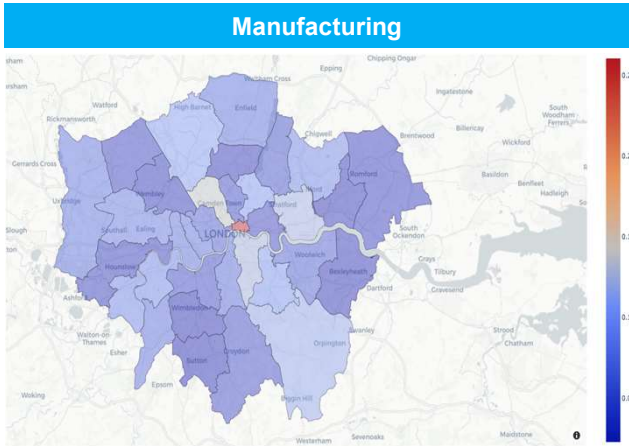 Manufacturing
Chipping Ongar
Epping
Waltham Cross
Watford
High Barnet
Enfield
Ingatestone
South
Woodham
Ferrers
Rickmansworth
Chigwell
Brentwood
Billericay
Wickford
Gerrards Cross
Wembley
Ilford
Romford
Basildon
Benfleet
Hadleigh
Camden Town
Stratford
Uxbridge
Slough
Southall
Ealing
LONDON
South
Ockendon
Hounslow
Woolwich
Grays
Tilbury
Bexleyheath
Gravesend
Dartford
Ashford
Wimbledon
Walton-on
Thames
Swanley
Strood
Chatham
Esher
Sutton
Croydon
Orpington
Epsom
Woking
Biggin Hill
Westerham
Sevenoaks
Maidstone